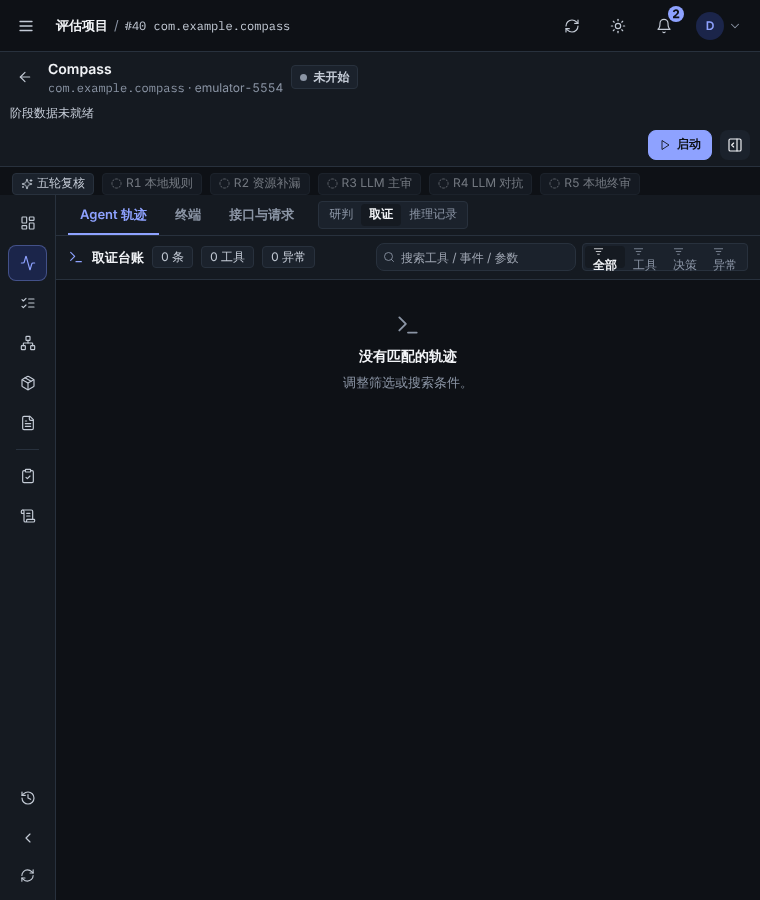 评估项目 / #40 com.example.compass
2
D
Compass
com.example.compass · emulator-5554
未开始
阶段数据未就绪
启动
五轮复核
R1 本地规则
R2 资源补漏
R3 LLM 主审
R4 LLM 对抗
R5 本地终审
Agent 轨迹
终端
接口与请求
研判
取证
推理记录
取证台账
0 条
0 工具
0 异常
搜索工具 / 事件 / 参数
全部
工具
决策
异常
没有匹配的轨迹
调整筛选或搜索条件。